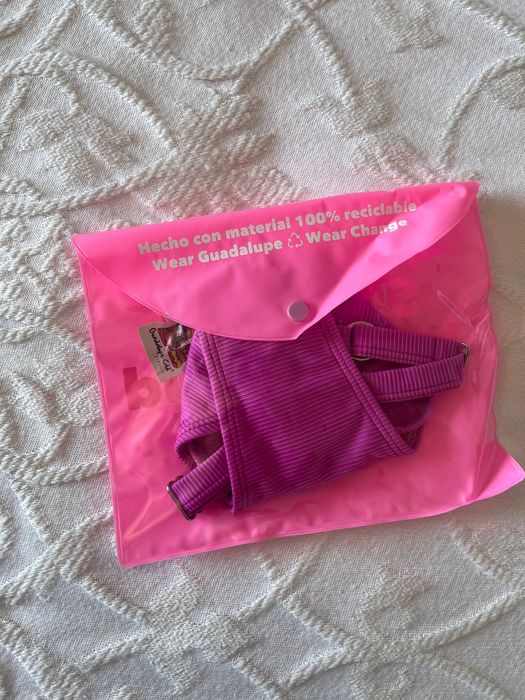 Hecho con material 100% reciclable
Wear Guadalupe ♻ Wear Change